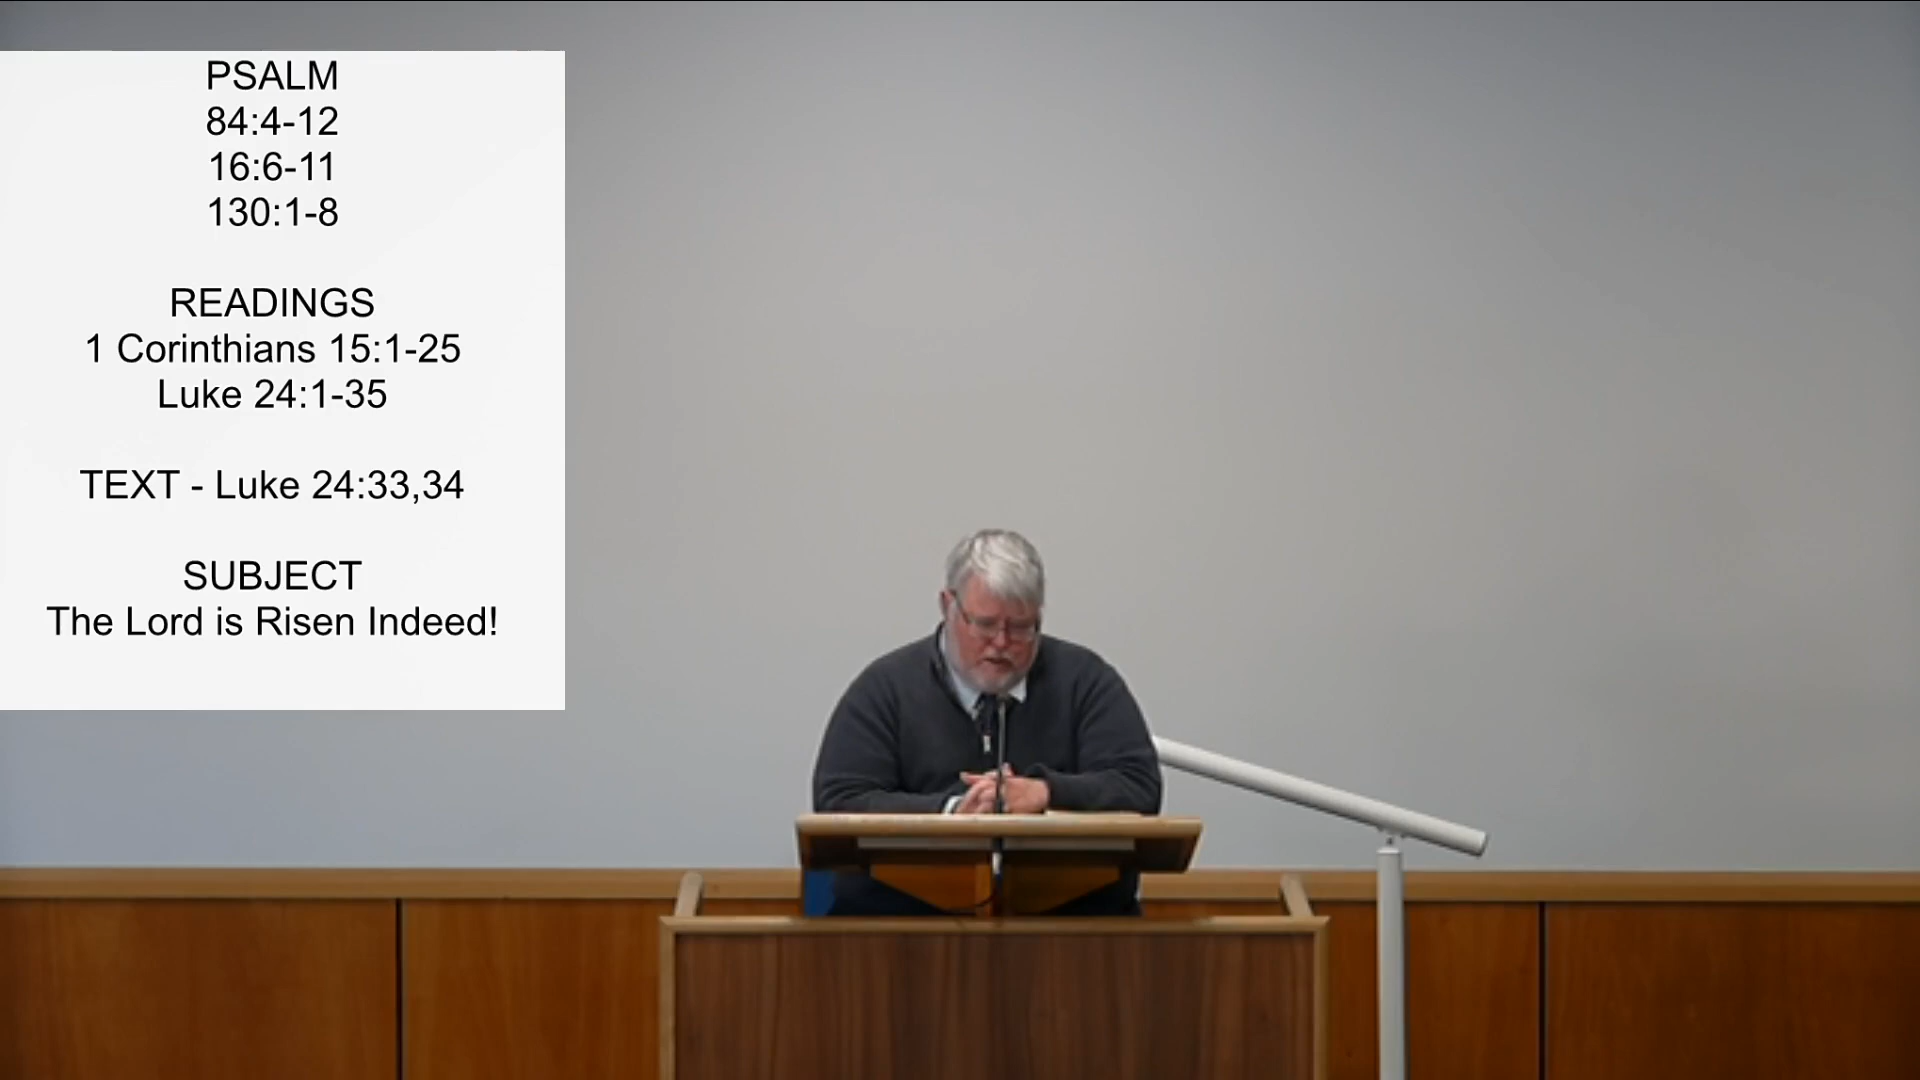 PSALM
84:4-12
16:6-11
130:1-8
READINGS
1 Corinthians 15:1-25
Luke 24:1-35
TEXT - Luke 24:33,34
SUBJECT
The Lord is Risen Indeed!